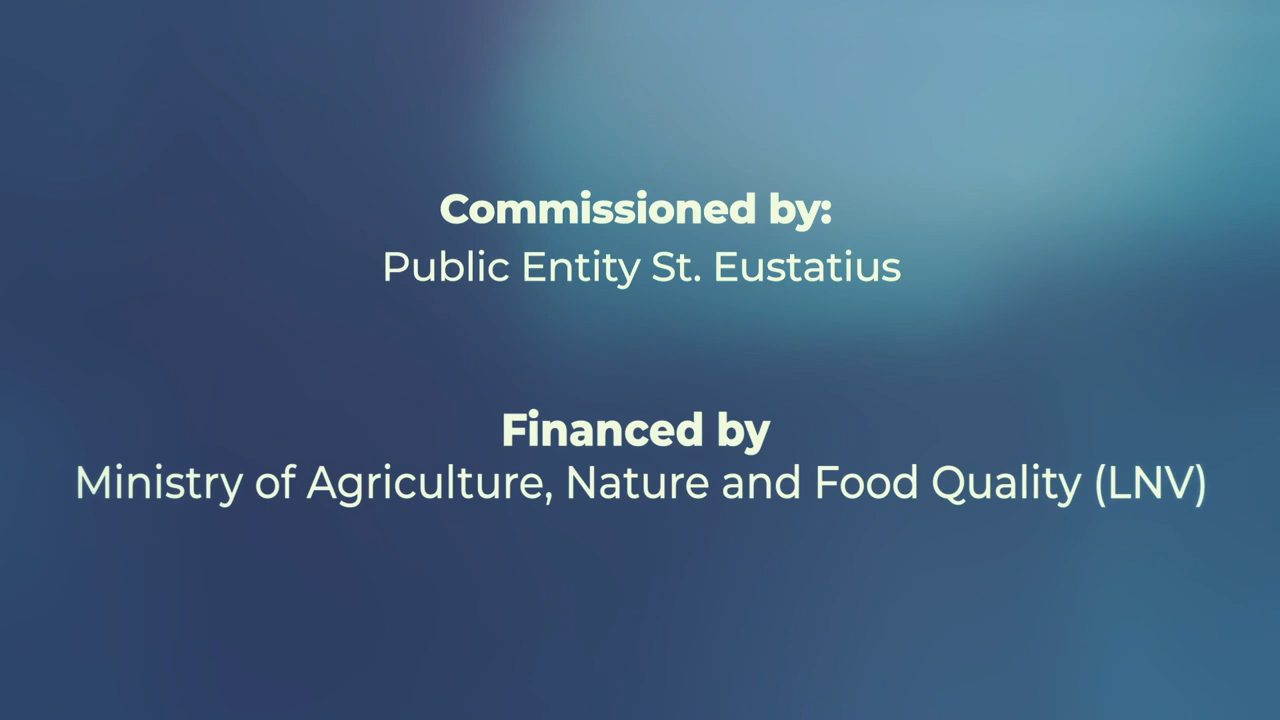 Commissioned by:
Public Entity St. Eustatius
Financed by
Ministry of Agriculture, Nature and Food Quality (LNV)